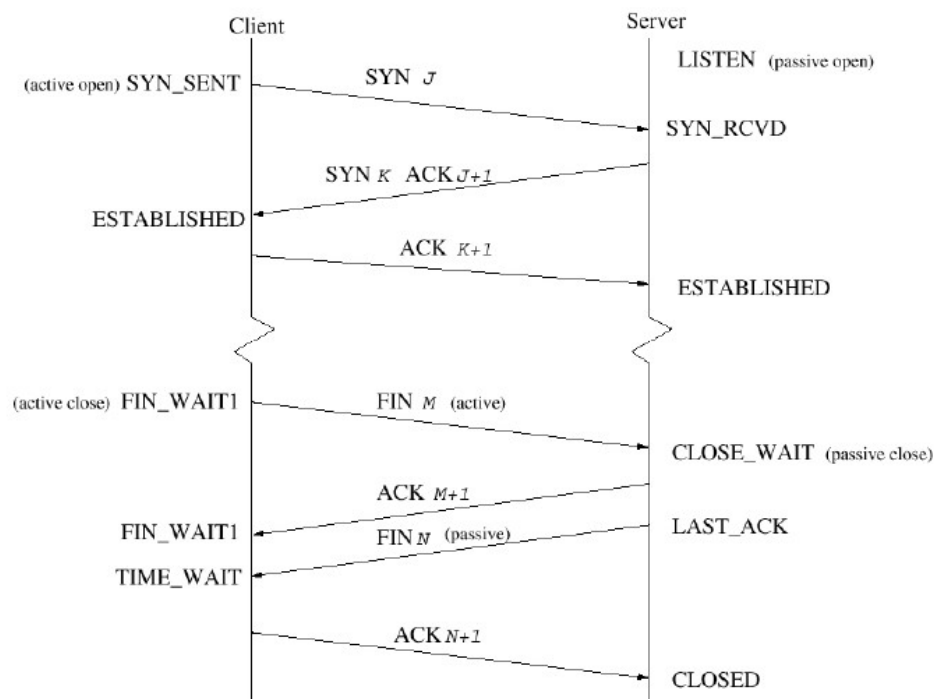 Client
Server
LISTEN (passive open)
(active open) SYN_SENT
SYN J
SYN_RCVD
SYN K ACK J+1
ESTABLISHED
ACK K+1
ESTABLISHED
(active close) FIN_WAIT1
FIN M (active)
CLOSE_WAIT (passive close)
ACK M+1
FIN_WAIT1
FIN N (passive)
LAST_ACK
TIME_WAIT
ACK N+1
CLOSED